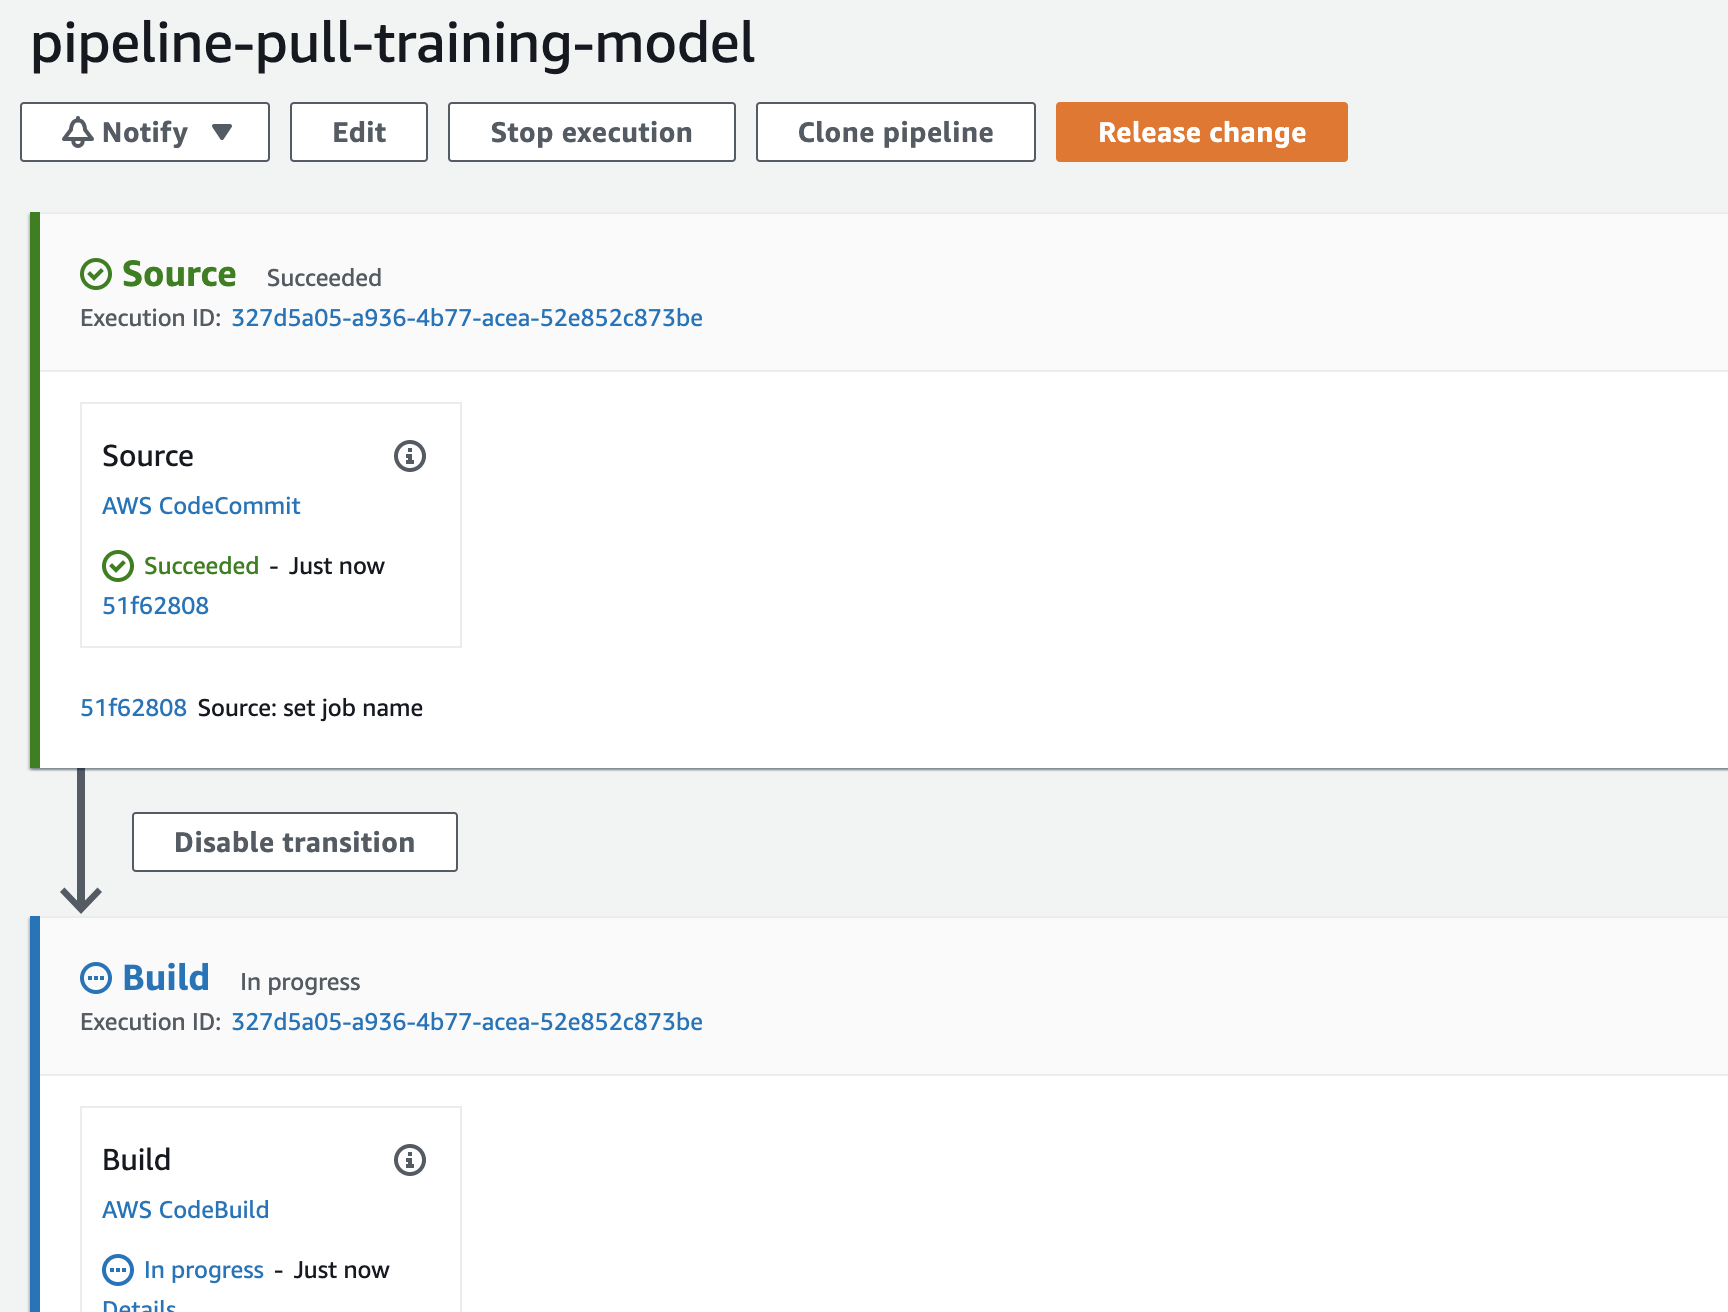 pipeline-pull-training-model
Notify Edit Stop execution Clone pipeline Release change
Source Succeeded
Execution ID: 327d5a05-a936-4b77-acea-52e852c873be
Source
AWS CodeCommit
Succeeded - Just now
51f62808
51f62808 Source: set job name
Disable transition
Build In progress
Execution ID: 327d5a05-a936-4b77-acea-52e852c873be
Build
AWS CodeBuild
In progress - Just now
Details